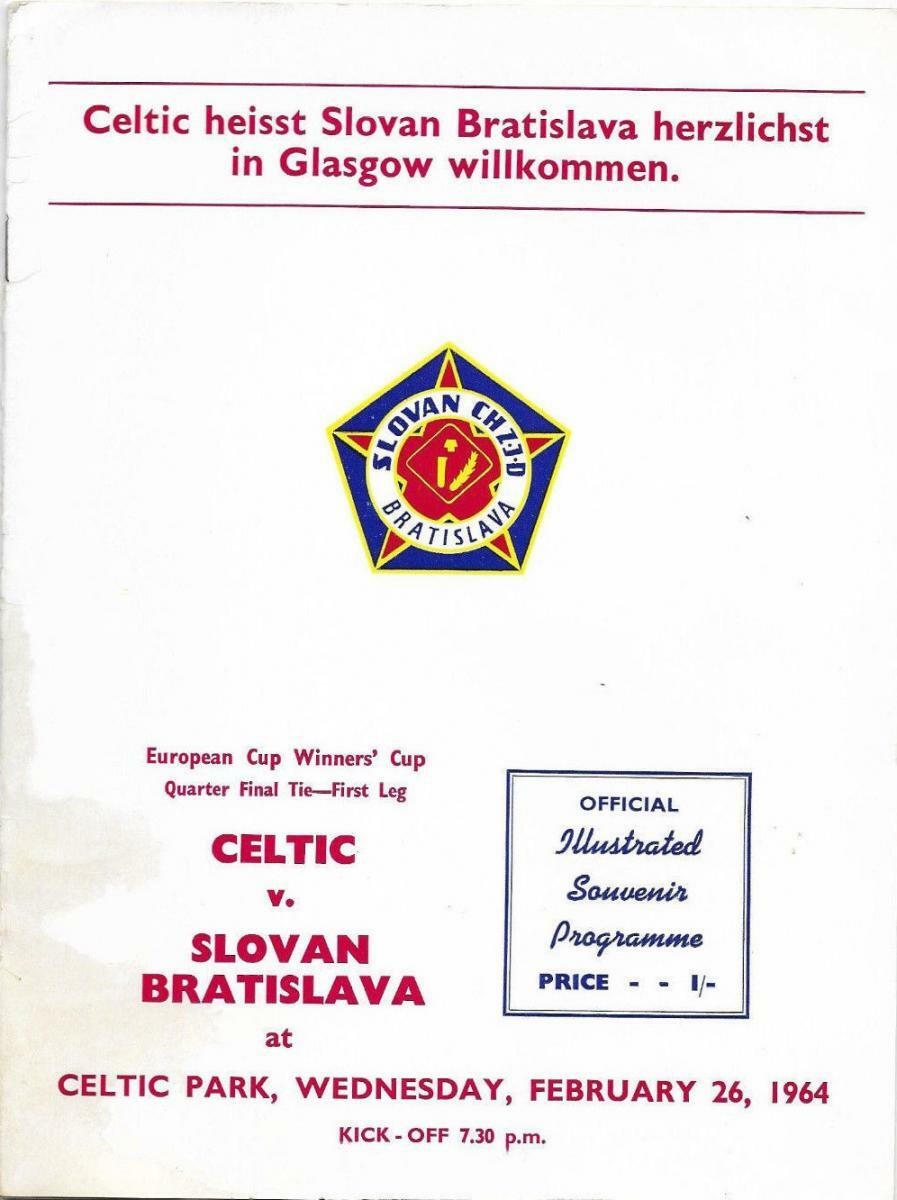 Celtic heisst Slovan Bratislava herzlichst
in Glasgow willkommen.
SLOVAN CHZJ·D
BRATISLAVA
European Cup Winners' Cup
Quarter Final Tie—First Leg
CELTIC
v.
SLOVAN
BRATISLAVA
at
CELTIC PARK, WEDNESDAY, FEBRUARY 26, 1964
KICK - OFF 7.30 p.m.
OFFICIAL
Illustrated
Souvenir
Programme
PRICE - - 1/-